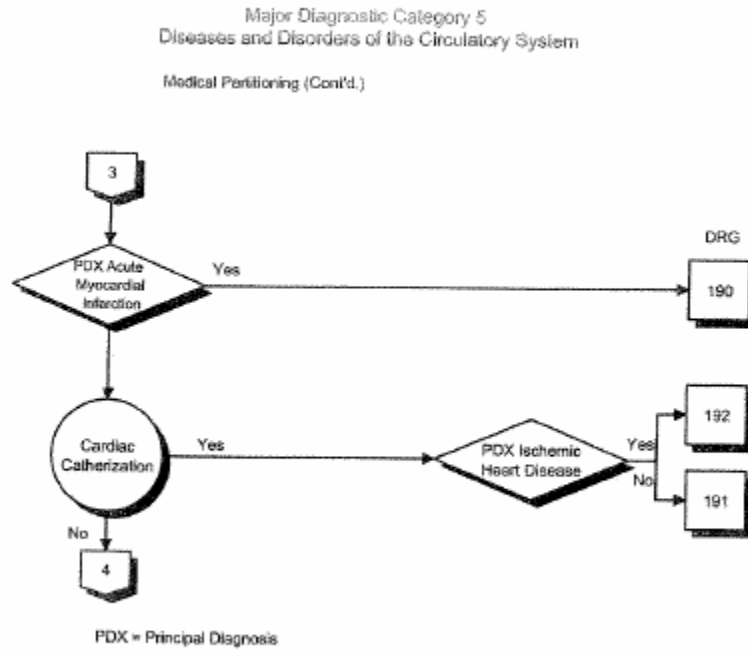 Major Diagnostic Category 5
Diseases and Disorders of the Circulatory System
Medical Partitioning (Cont'd.)
3
DRG
PDX Acute
Myocardial
Infarction
Yes
190
Cardiac
Catherization
Yes
PDX Ischemic
Heart Disease
Yes
No
192
191
No
4
PDX = Principal Diagnosis